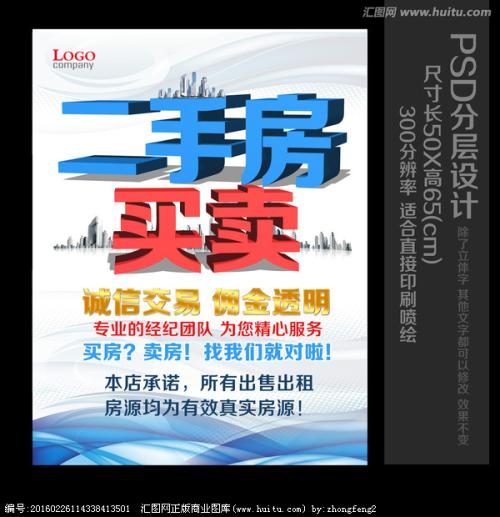 汇图网 www.huitu.com
LOGO
company
二手房
买卖
诚信交易 佣金透明
专业的经纪团队 为您精心服务
买房？卖房！找我们就对啦！
本店承诺，所有出售出租
房源均为有效真实房源！
PSD分层设计
尺寸长50X高65(cm)
300分辨率 适合直接印刷喷绘
除了立体字 其他文字都可以修改 效果不变
编号:20160226114338413501 汇图网正版商业图库（www.huitu.com）by:zhongfeng2